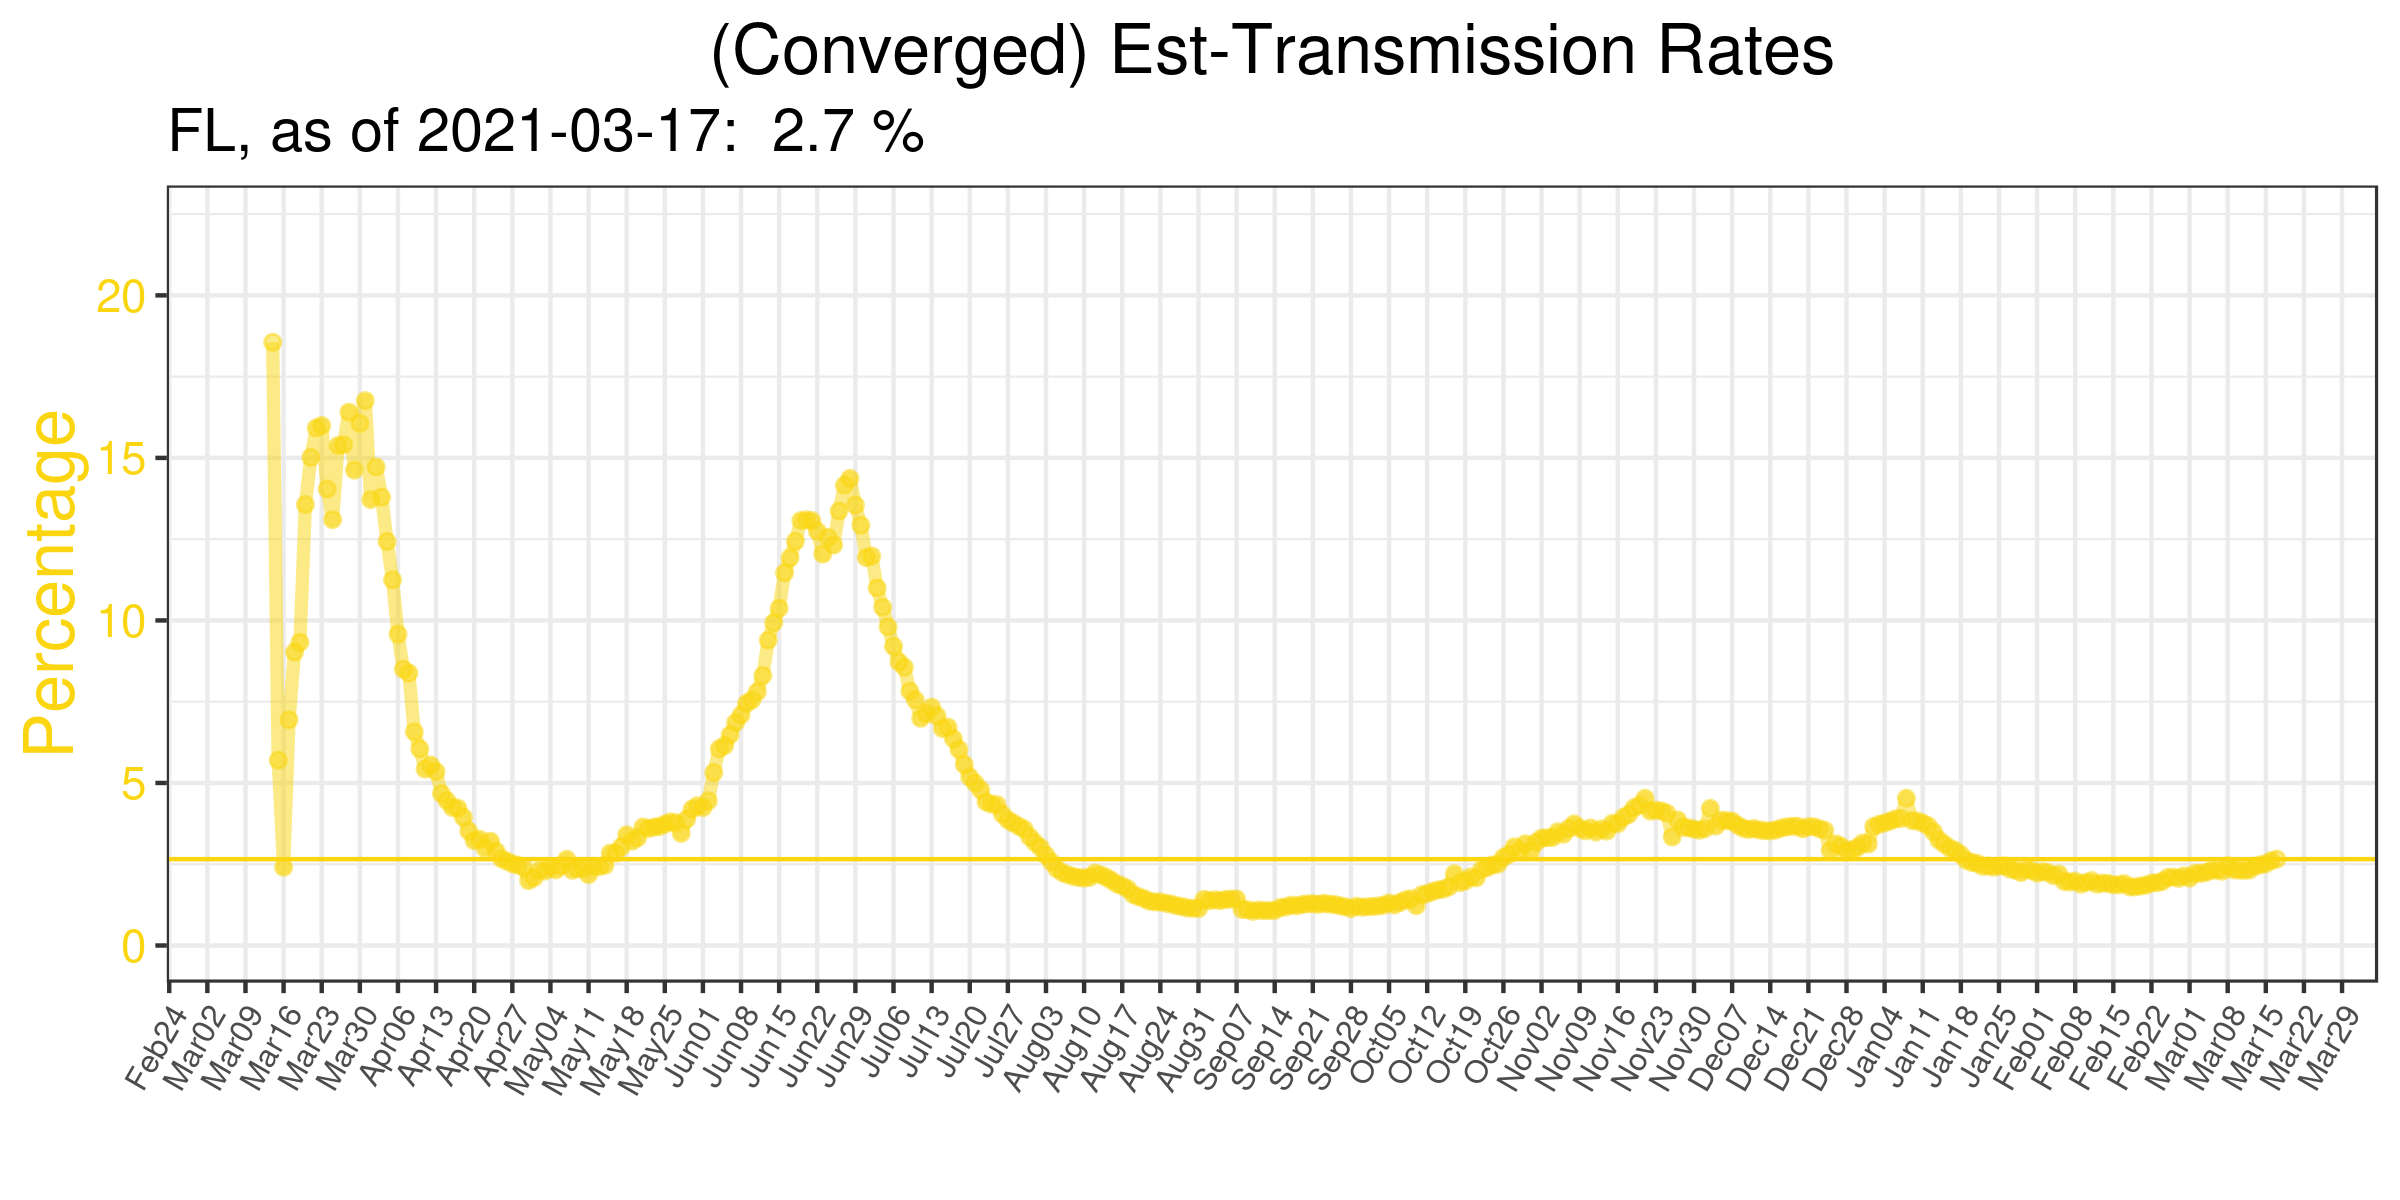 (Converged) Est-Transmission Rates
FL, as of 2021-03-17:  2.7 %
Percentage
20
15
10
5
0
Feb24
Mar02
Mar09
Mar16
Mar23
Mar30
Apr06
Apr13
Apr20
Apr27
May04
May11
May18
May25
Jun01
Jun08
Jun15
Jun22
Jun29
Jul06
Jul13
Jul20
Jul27
Aug03
Aug10
Aug17
Aug24
Aug31
Sep07
Sep14
Sep21
Sep28
Oct05
Oct12
Oct19
Oct26
Nov02
Nov09
Nov16
Nov23
Nov30
Dec07
Dec14
Dec21
Dec28
Jan04
Jan11
Jan18
Jan25
Feb01
Feb08
Feb15
Feb22
Mar01
Mar08
Mar15
Mar22
Mar29